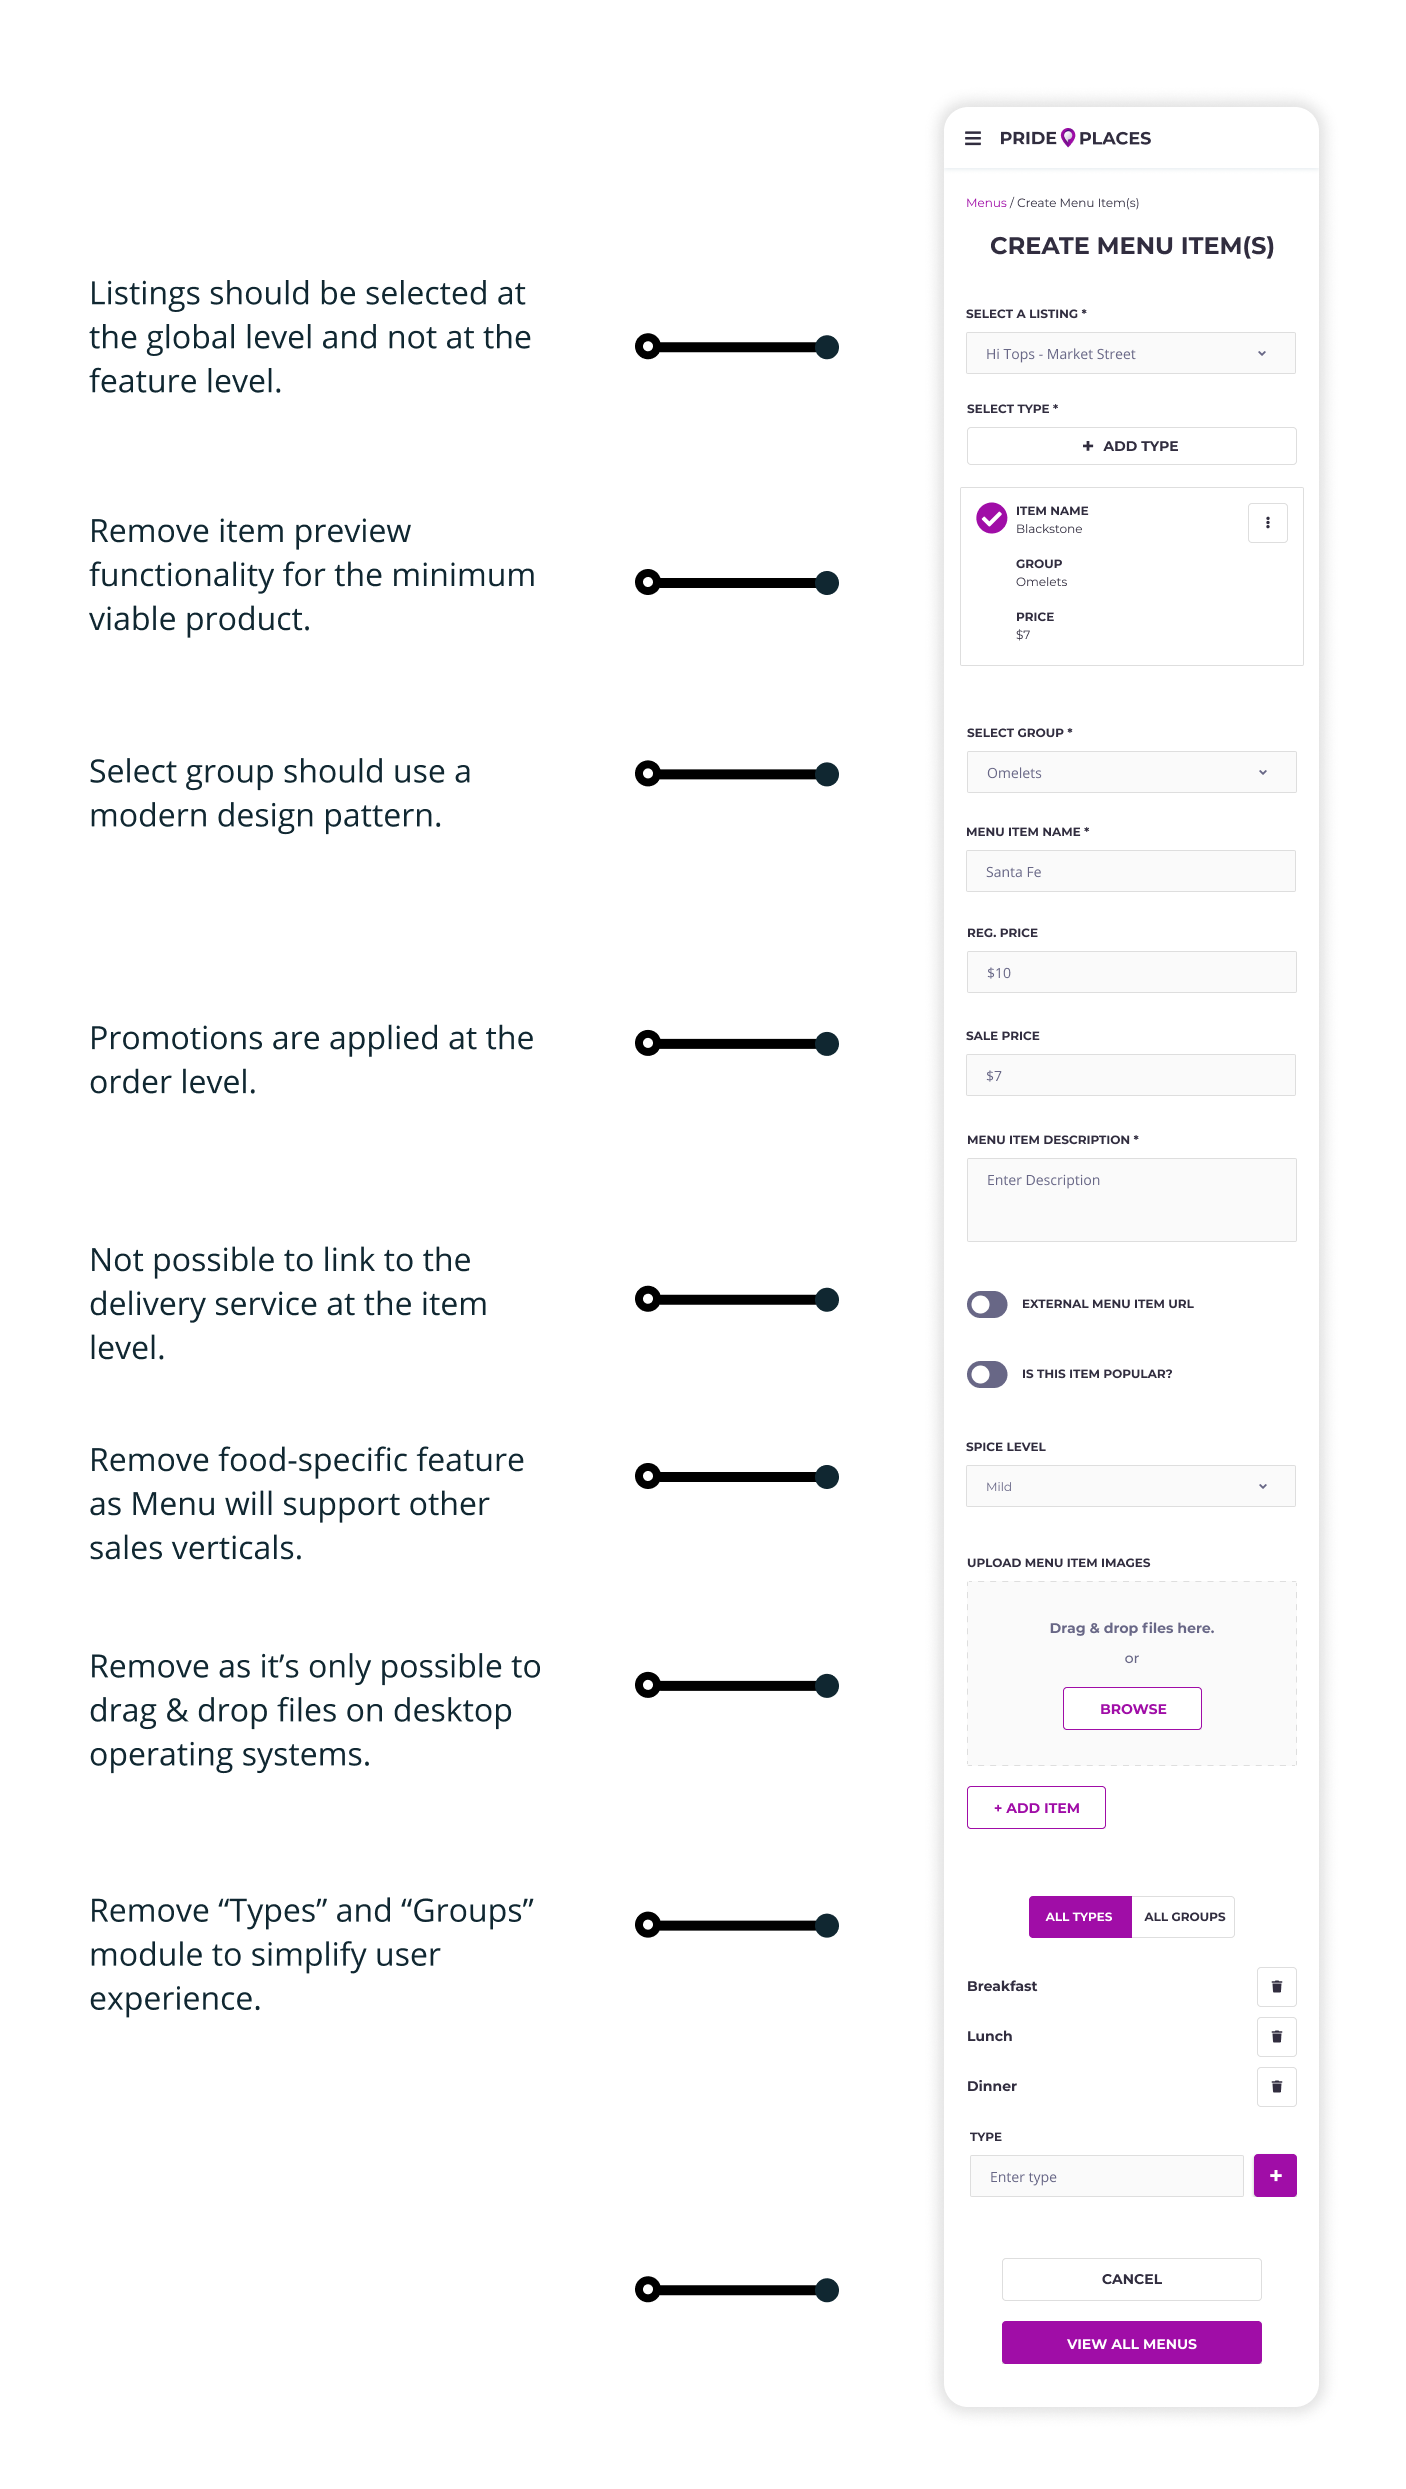 Listings should be selected at
the global level and not at the
feature level.
Remove item preview
functionality for the minimum
viable product.
Select group should use a
modern design pattern.
Promotions are applied at the
order level.
Not possible to link to the
delivery service at the item
level.
Remove food-specific feature
as Menu will support other
sales verticals.
Remove as it’s only possible to
drag & drop files on desktop
operating systems.
Remove “Types” and “Groups”
module to simplify user
experience.
PRIDE PLACES
Menus / Create Menu Item(s)
CREATE MENU ITEM(S)
SELECT A LISTING *
Hi Tops - Market Street
SELECT TYPE *
+ ADD TYPE
ITEM NAME
Blackstone
GROUP
Omelets
PRICE
$7
SELECT GROUP *
Omelets
MENU ITEM NAME *
Santa Fe
REG. PRICE
$10
SALE PRICE
$7
MENU ITEM DESCRIPTION *
Enter Description
EXTERNAL MENU ITEM URL
IS THIS ITEM POPULAR?
SPICE LEVEL
Mild
UPLOAD MENU ITEM IMAGES
Drag & drop files here.
or
BROWSE
+ ADD ITEM
ALL TYPES ALL GROUPS
Breakfast
Lunch
Dinner
TYPE
Enter type
+
CANCEL
VIEW ALL MENUS